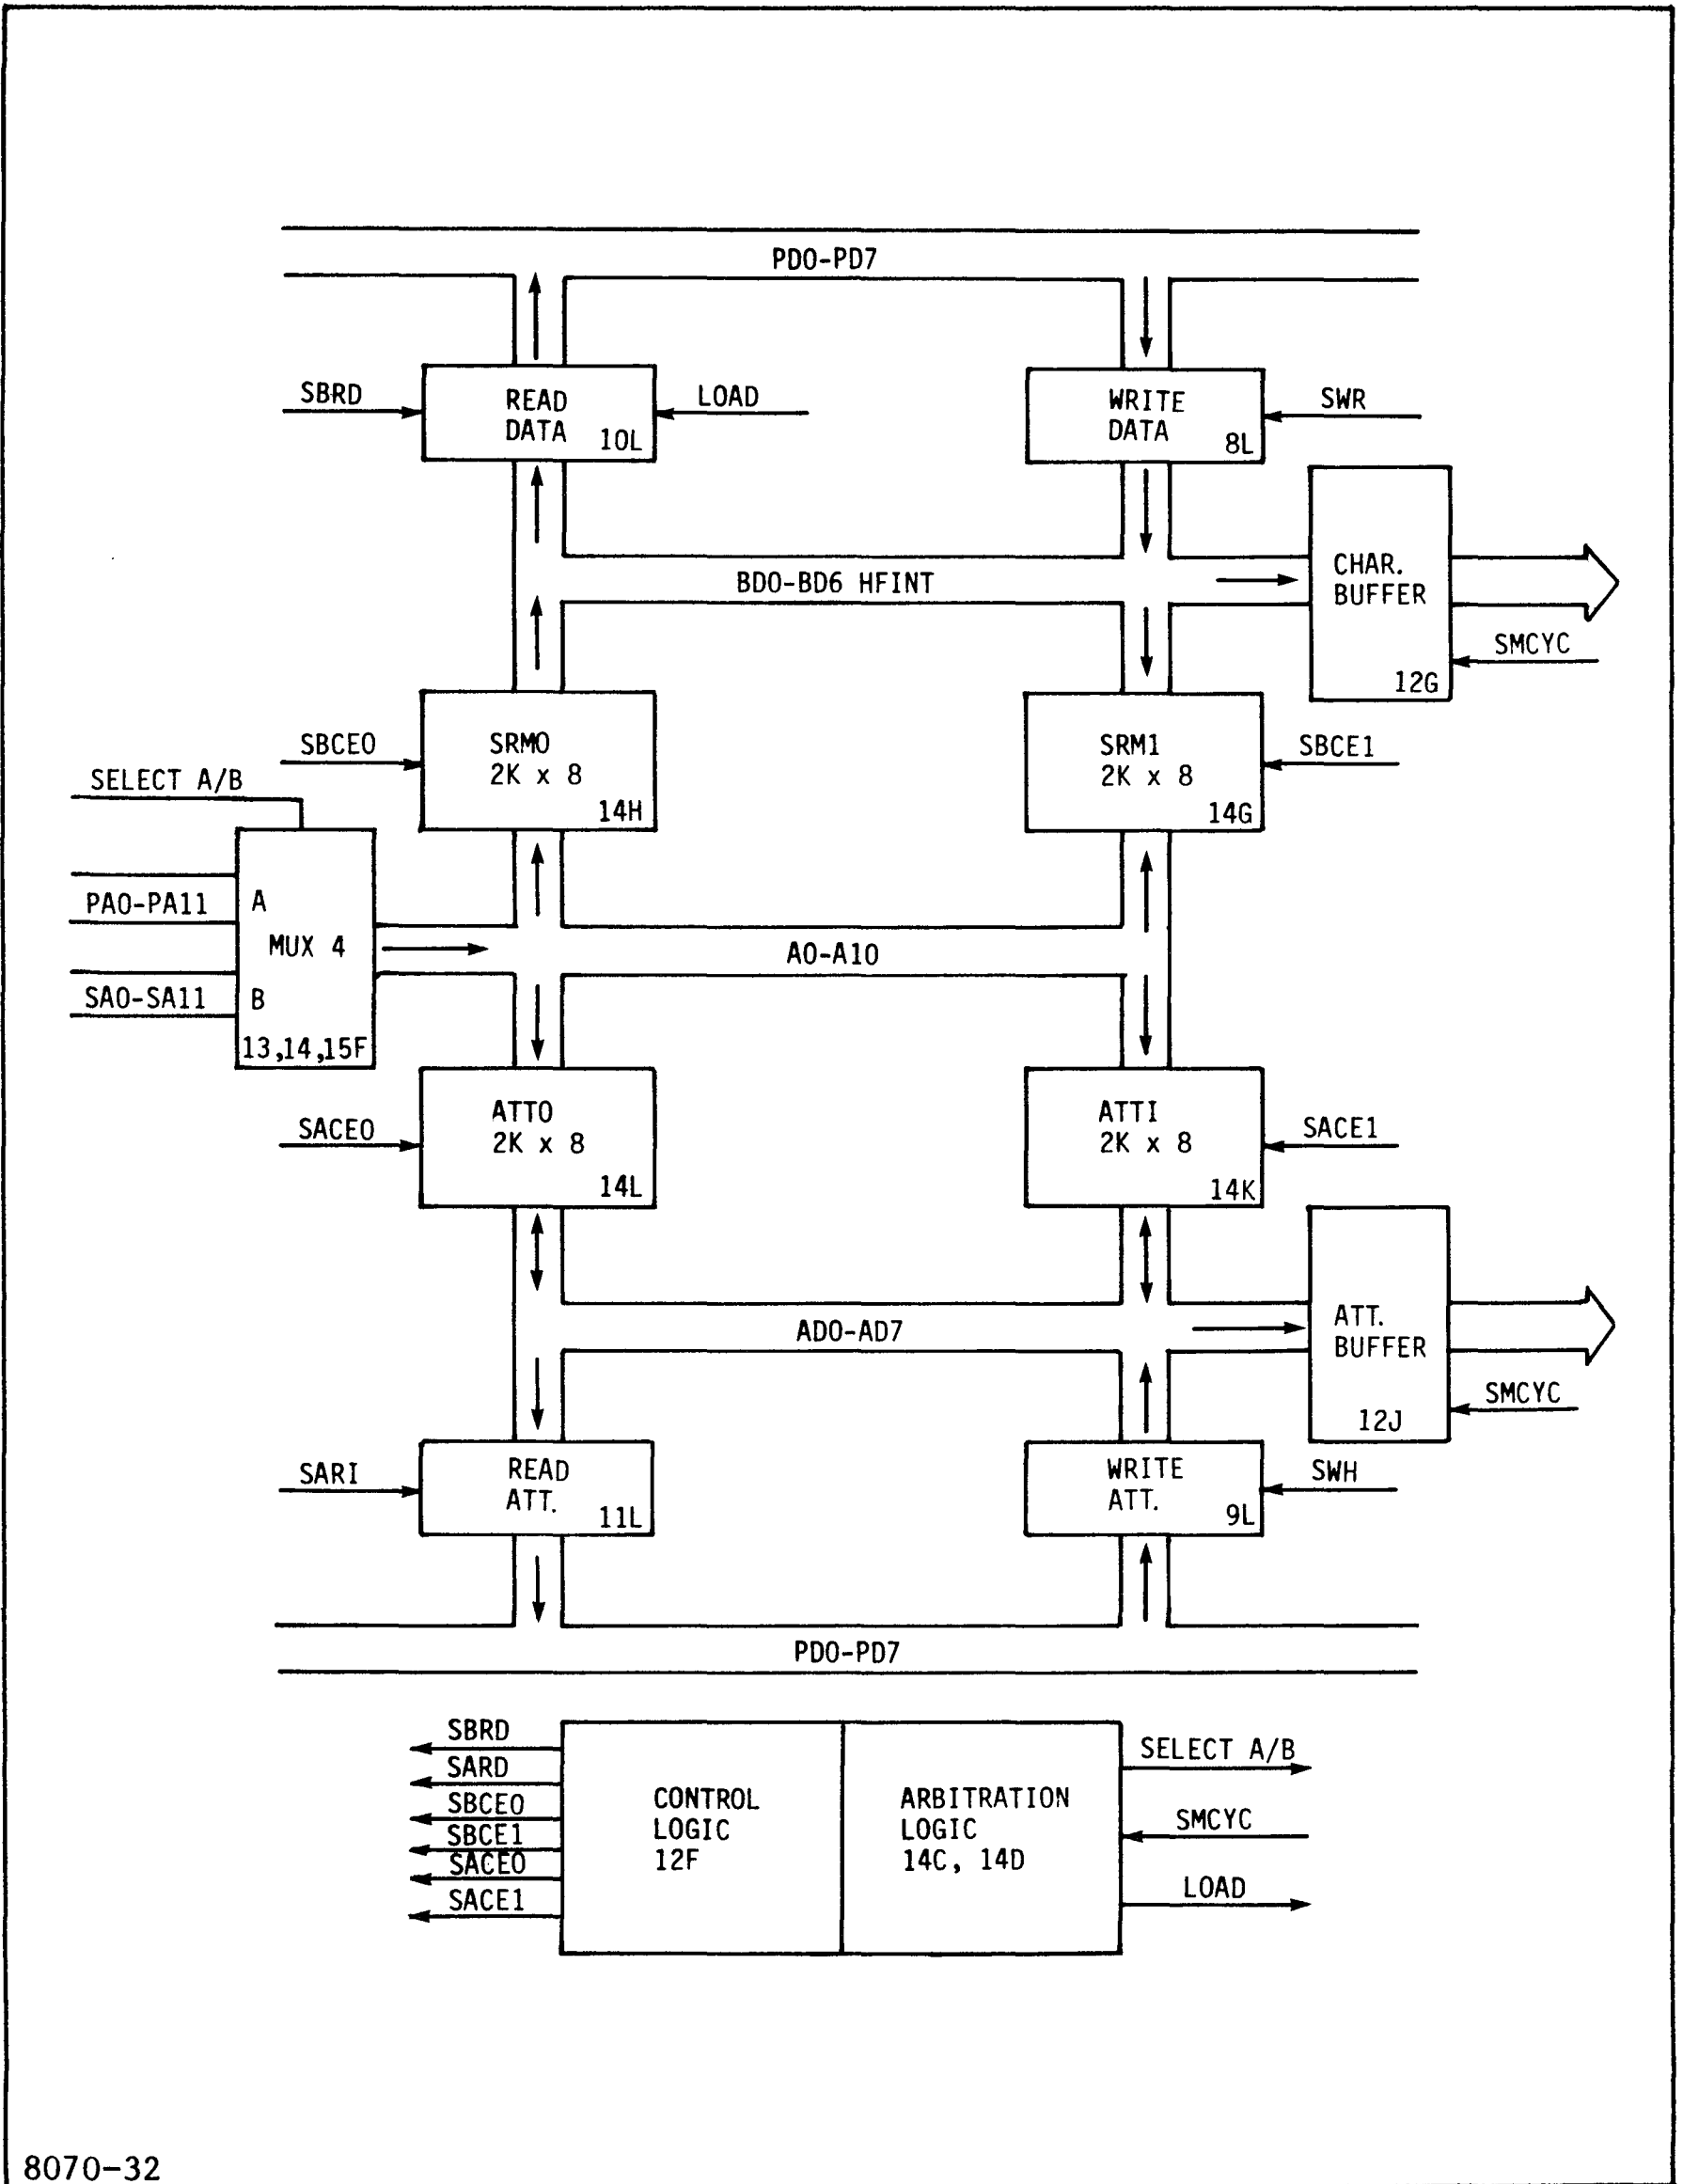 PD0-PD7
SBRD
READ
DATA
10L
LOAD
WRITE
DATA
8L
SWR
BD0-BD6 HFINT
CHAR.
BUFFER
12G
SMCYC
SBCE0
SRM0
2K x 8
14H
SRM1
2K x 8
14G
SBCE1
SELECT A/B
PA0-PA11
A
MUX 4
SA0-SA11
B
13,14,15F
A0-A10
SACE0
ATT0
2K x 8
14L
ATTI
2K x 8
14K
SACE1
AD0-AD7
ATT.
BUFFER
12J
SMCYC
SARI
READ
ATT.
11L
WRITE
ATT.
9L
SWH
PD0-PD7
SBRD
SARD
SBCE0
SBCE1
SACE0
SACE1
CONTROL
LOGIC
12F
ARBITRATION
LOGIC
14C, 14D
SELECT A/B
SMCYC
LOAD
8070-32